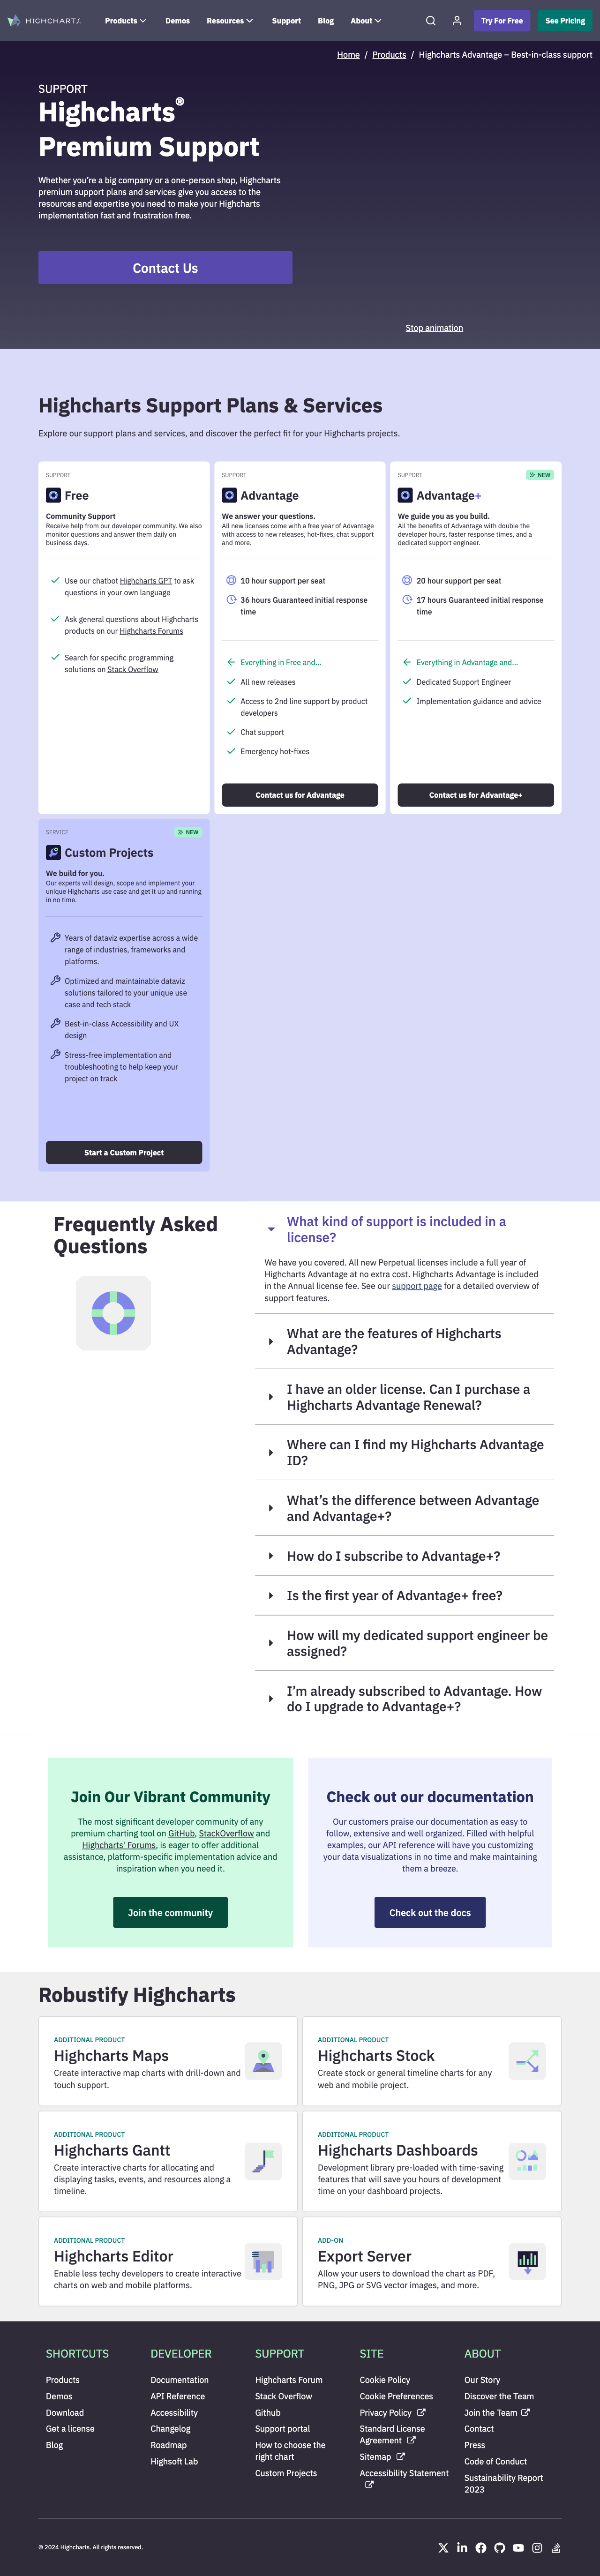 HIGHCHARTS
Products
Demos
Resources
Support
Blog
About
Try For Free
See Pricing
Home / Products / Highcharts Advantage – Best-in-class support
SUPPORT
Highcharts®
Premium Support
Whether you're a big company or a one-person shop, Highcharts
premium support plans and services give you access to the
resources and expertise you need to make your Highcharts
implementation fast and frustration free.
Contact Us
Stop animation
Highcharts Support Plans & Services
Explore our support plans and services, and discover the perfect fit for your Highcharts projects.
SUPPORT
Free
Community Support
Receive help from our developer community. We also
monitor questions and answer them daily on
business days.
Use our chatbot Highcharts GPT to ask
questions in your own language
Ask general questions about Highcharts
products on our Highcharts Forums
Search for specific programming
solutions on Stack Overflow
SUPPORT
Advantage
We answer your questions.
All new licenses come with a free year of Advantage
with access to new releases, hot-fixes, chat support
and more.
10 hour support per seat
36 hours Guaranteed initial response
time
Everything in Free and...
All new releases
Access to 2nd line support by product
developers
Chat support
Emergency hot-fixes
Contact us for Advantage
SUPPORT
NEW
Advantage+
We guide you as you build.
All the benefits of Advantage with double the
developer hours, faster response times, and a
dedicated support engineer.
20 hour support per seat
17 hours Guaranteed initial response
time
Everything in Advantage and...
Dedicated Support Engineer
Implementation guidance and advice
Contact us for Advantage+
SERVICE
NEW
Custom Projects
We build for you.
Our experts will design, scope and implement your
unique Highcharts use case and get it up and running
in no time.
Years of dataviz expertise across a wide
range of industries, frameworks and
platforms.
Optimized and maintainable dataviz
solutions tailored to your unique use
case and tech stack
Best-in-class Accessibility and UX
design
Stress-free implementation and
troubleshooting to help keep your
project on track
Start a Custom Project
Frequently Asked
Questions
What kind of support is included in a
license?
We have you covered. All new Perpetual licenses include a full year of
Highcharts Advantage at no extra cost. Highcharts Advantage is included
in the Annual license fee. See our support page for a detailed overview of
support features.
What are the features of Highcharts
Advantage?
I have an older license. Can I purchase a
Highcharts Advantage Renewal?
Where can I find my Highcharts Advantage
ID?
What's the difference between Advantage
and Advantage+?
How do I subscribe to Advantage+?
Is the first year of Advantage+ free?
How will my dedicated support engineer be
assigned?
I'm already subscribed to Advantage. How
do I upgrade to Advantage+?
Join Our Vibrant Community
The most significant developer community of any
premium charting tool on GitHub, StackOverflow and
Highcharts' Forums, is eager to offer additional
assistance, platform-specific implementation advice and
inspiration when you need it.
Join the community
Check out our documentation
Our customers praise our documentation as easy to
follow, extensive and well organized. Filled with helpful
examples, our API reference will have you customizing
your data visualizations in no time and make maintaining
them a breeze.
Check out the docs
Robustify Highcharts
ADDITIONAL PRODUCT
Highcharts Maps
Create interactive map charts with drill-down and
touch support.
ADDITIONAL PRODUCT
Highcharts Stock
Create stock or general timeline charts for any
web and mobile project.
ADDITIONAL PRODUCT
Highcharts Gantt
Create interactive charts for allocating and
displaying tasks, events, and resources along a
timeline.
ADDITIONAL PRODUCT
Highcharts Dashboards
Development library pre-loaded with time-saving
features that will save you hours of development
time on your dashboard projects.
ADDITIONAL PRODUCT
Highcharts Editor
Enable less techy developers to create interactive
charts on web and mobile platforms.
ADD-ON
Export Server
Allow your users to download the chart as PDF,
PNG, JPG or SVG vector images, and more.
SHORTCUTS
Products
Demos
Download
Get a license
Blog
DEVELOPER
Documentation
API Reference
Accessibility
Changelog
Roadmap
Highsoft Lab
SUPPORT
Highcharts Forum
Stack Overflow
Github
Support portal
How to choose the
right chart
Custom Projects
SITE
Cookie Policy
Cookie Preferences
Privacy Policy
Standard License
Agreement
Sitemap
Accessibility Statement
ABOUT
Our Story
Discover the Team
Join the Team
Contact
Press
Code of Conduct
Sustainability Report
2023
© 2024 Highcharts. All rights reserved.